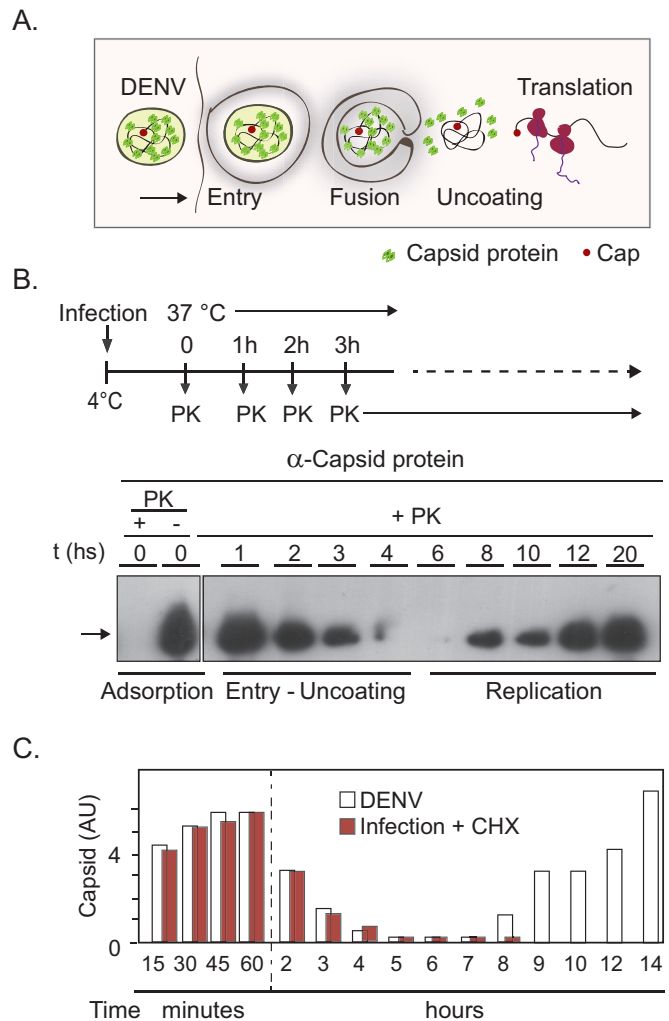 A.
DENV
Translation
Entry
Fusion
Uncoating
Capsid protein
Cap
B.
Infection 37 °C
0 1h 2h 3h
4°C
PK PK PK PK
α-Capsid protein
PK
+ - + PK
t (hs) 0 0 1 2 3 4 6 8 10 12 20
Adsorption Entry - Uncoating Replication
C.
Capsid (AU)
4
0
DENV
Infection + CHX
15 30 45 60 2 3 4 5 6 7 8 9 10 12 14
Time minutes hours